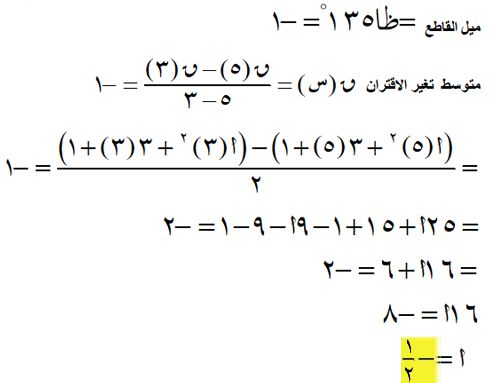 ميل القاطع = ظا ١٣٥° = −١
متوسط تغير الاقتران ق(س) = (ق(٥) − ق(٣)) / (٥ − ٣) = −١
= ((أ(٥)^٢ + ٣(٥) + ١) − (أ(٣)^٢ + ٣(٣) + ١)) / ٢ = −١
= ٢٥أ + ١٥ + ١ − ٩أ − ٩ − ١ = −٢
= ١٦أ + ٦ = −٢
١٦أ = −٨
أ = −١/٢